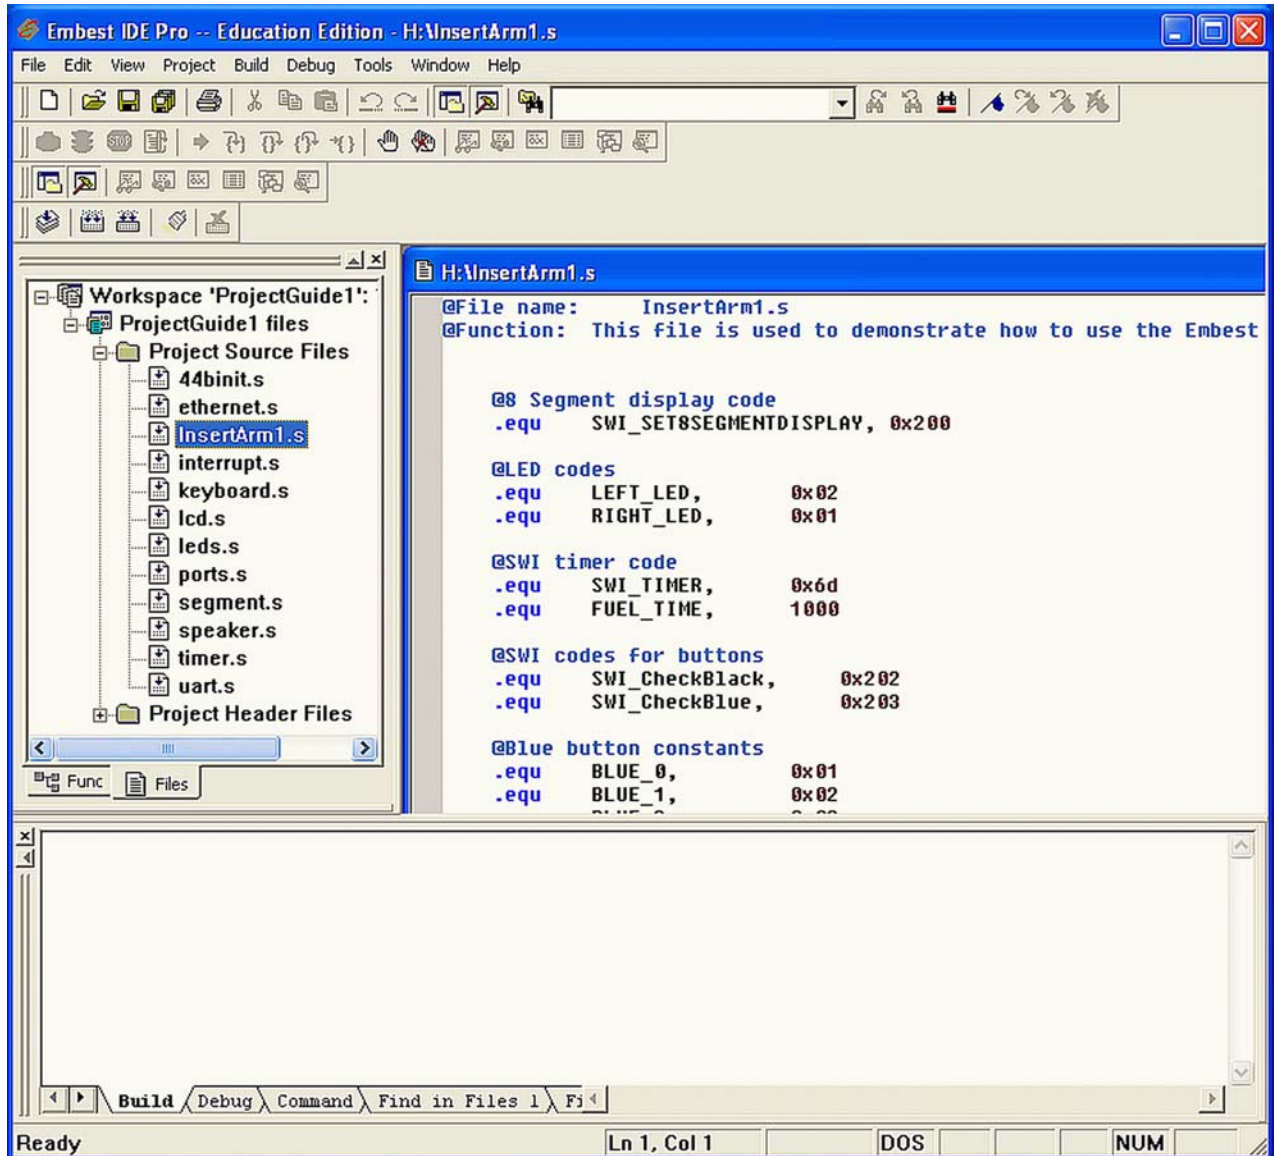 Embest IDE Pro -- Education Edition - H:\InsertArm1.s
File Edit View Project Build Debug Tools Window Help
Workspace 'ProjectGuide1':
ProjectGuide1 files
Project Source Files
44binit.s
ethernet.s
InsertArm1.s
interrupt.s
keyboard.s
lcd.s
leds.s
ports.s
segment.s
speaker.s
timer.s
uart.s
Project Header Files
Func Files
H:\InsertArm1.s
@File name: InsertArm1.s
@Function: This file is used to demonstrate how to use the Embest
@8 Segment display code
.equ SWI_SET8SEGMENTDISPLAY, 0x200
@LED codes
.equ LEFT_LED, 0x02
.equ RIGHT_LED, 0x01
@SWI timer code
.equ SWI_TIMER, 0x6d
.equ FUEL_TIME, 1000
@SWI codes for buttons
.equ SWI_CheckBlack, 0x202
.equ SWI_CheckBlue, 0x203
@Blue button constants
.equ BLUE_0, 0x01
.equ BLUE_1, 0x02
Build Debug Command Find in Files 1 Fi
Ready Ln 1, Col 1 DOS NUM